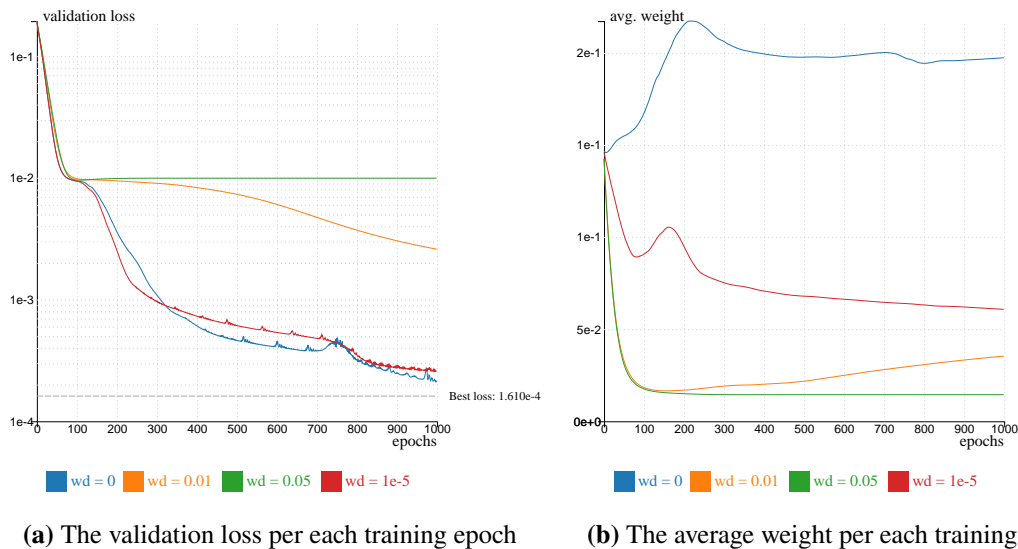 validation loss
1e-1
1e-2
1e-3
1e-4
Best loss: 1.610e-4
0 100 200 300 400 500 600 700 800 900 1000
epochs
wd = 0 wd = 0.01 wd = 0.05 wd = 1e-5
(a) The validation loss per each training epoch
avg. weight
2e-1
1e-1
1e-1
5e-2
0e+0
0 100 200 300 400 500 600 700 800 900 1000
epochs
wd = 0 wd = 0.01 wd = 0.05 wd = 1e-5
(b) The average weight per each training